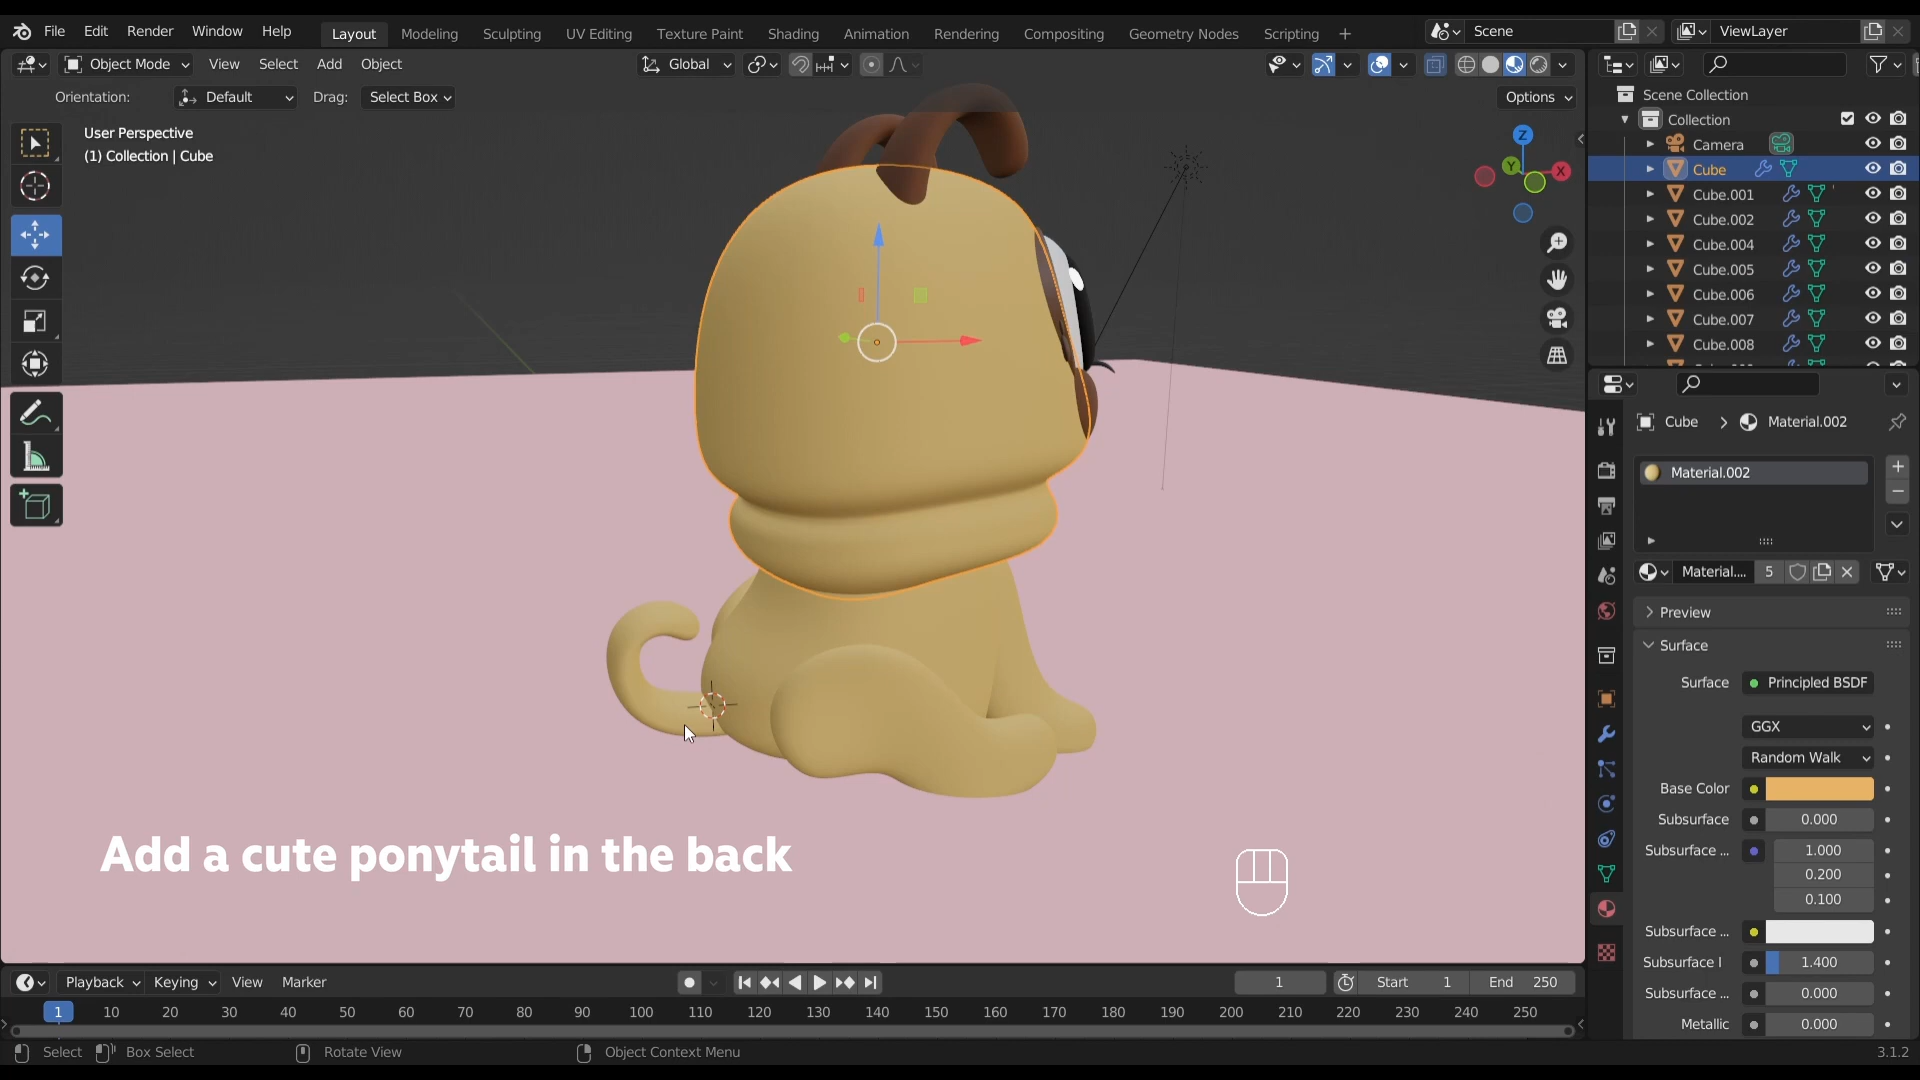 File Edit Render Window Help Layout Modeling Sculpting UV Editing Texture Paint Shading Animation Rendering Compositing Geometry Nodes Scripting + Scene ViewLayer
Object Mode View Select Add Object Global
Orientation: Default Drag: Select Box Options
User Perspective
(1) Collection | Cube
Z
Y
X
Scene Collection
Collection
Camera
Cube
Cube.001
Cube.002
Cube.004
Cube.005
Cube.006
Cube.007
Cube.008
Cube Material.002
Material.002
Material.... 5
Preview
Surface
Surface Principled BSDF
GGX
Random Walk
Base Color
Subsurface 0.000
Subsurface ... 1.000
0.200
0.100
Subsurface ...
Subsurface I 1.400
Subsurface ... 0.000
Metallic 0.000
Add a cute ponytail in the back
Playback Keying View Marker 1 Start 1 End 250
1 10 20 30 40 50 60 70 80 90 100 110 120 130 140 150 160 170 180 190 200 210 220 230 240 250
Select Box Select Rotate View Object Context Menu 3.1.2